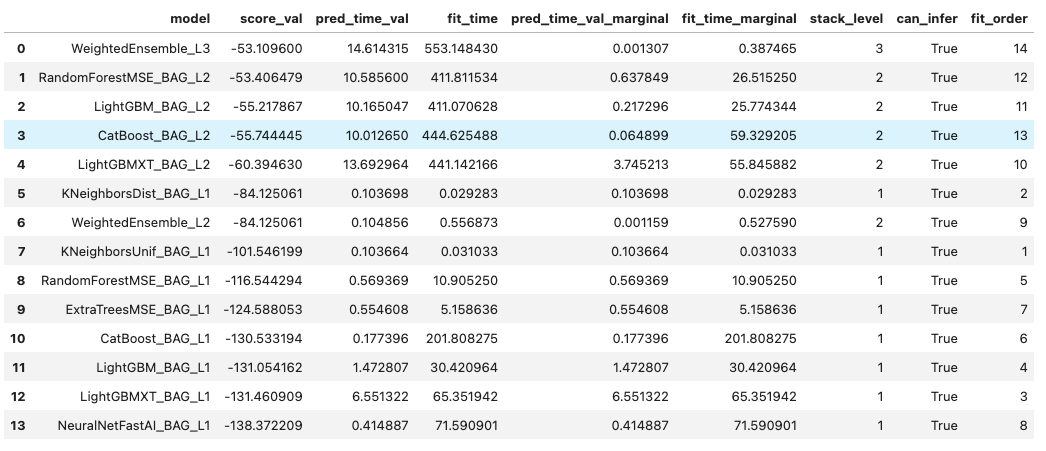 model score_val pred_time_val fit_time pred_time_val_marginal fit_time_marginal stack_level can_infer fit_order
0 WeightedEnsemble_L3 -53.109600 14.614315 553.148430 0.001307 0.387465 3 True 14
1 RandomForestMSE_BAG_L2 -53.406479 10.585600 411.811534 0.637849 26.515250 2 True 12
2 LightGBM_BAG_L2 -55.217867 10.165047 411.070628 0.217296 25.774344 2 True 11
3 CatBoost_BAG_L2 -55.744445 10.012650 444.625488 0.064899 59.329205 2 True 13
4 LightGBMXT_BAG_L2 -60.394630 13.692964 441.142166 3.745213 55.845882 2 True 10
5 KNeighborsDist_BAG_L1 -84.125061 0.103698 0.029283 0.103698 0.029283 1 True 2
6 WeightedEnsemble_L2 -84.125061 0.104856 0.556873 0.001159 0.527590 2 True 9
7 KNeighborsUnif_BAG_L1 -101.546199 0.103664 0.031033 0.103664 0.031033 1 True 1
8 RandomForestMSE_BAG_L1 -116.544294 0.569369 10.905250 0.569369 10.905250 1 True 5
9 ExtraTreesMSE_BAG_L1 -124.588053 0.554608 5.158636 0.554608 5.158636 1 True 7
10 CatBoost_BAG_L1 -130.533194 0.177396 201.808275 0.177396 201.808275 1 True 6
11 LightGBM_BAG_L1 -131.054162 1.472807 30.420964 1.472807 30.420964 1 True 4
12 LightGBMXT_BAG_L1 -131.460909 6.551322 65.351942 6.551322 65.351942 1 True 3
13 NeuralNetFastAI_BAG_L1 -138.372209 0.414887 71.590901 0.414887 71.590901 1 True 8